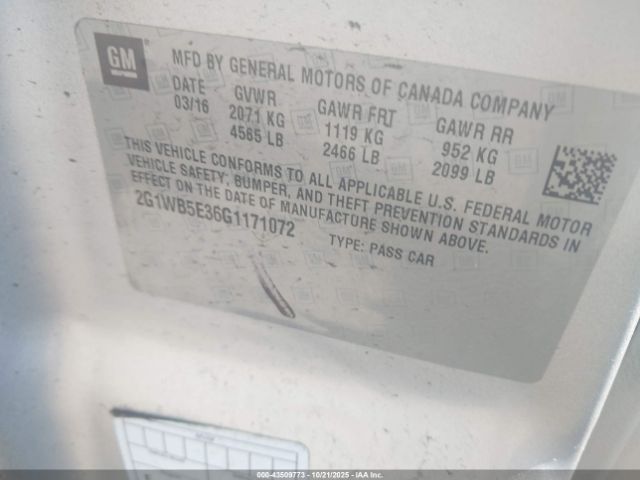 GM
MFD BY GENERAL MOTORS OF CANADA COMPANY
DATE GVWR GAWR FRT GAWR RR
03/16 2071 KG 1119 KG 952 KG
4565 LB 2466 LB 2099 LB
THIS VEHICLE CONFORMS TO ALL APPLICABLE U.S. FEDERAL MOTOR
VEHICLE SAFETY, BUMPER, AND THEFT PREVENTION STANDARDS IN
EFFECT ON THE DATE OF MANUFACTURE SHOWN ABOVE.
2G1WB5E36G1171072 TYPE: PASS CAR
000-43509773 | 10/21/2025 | IAA Inc.